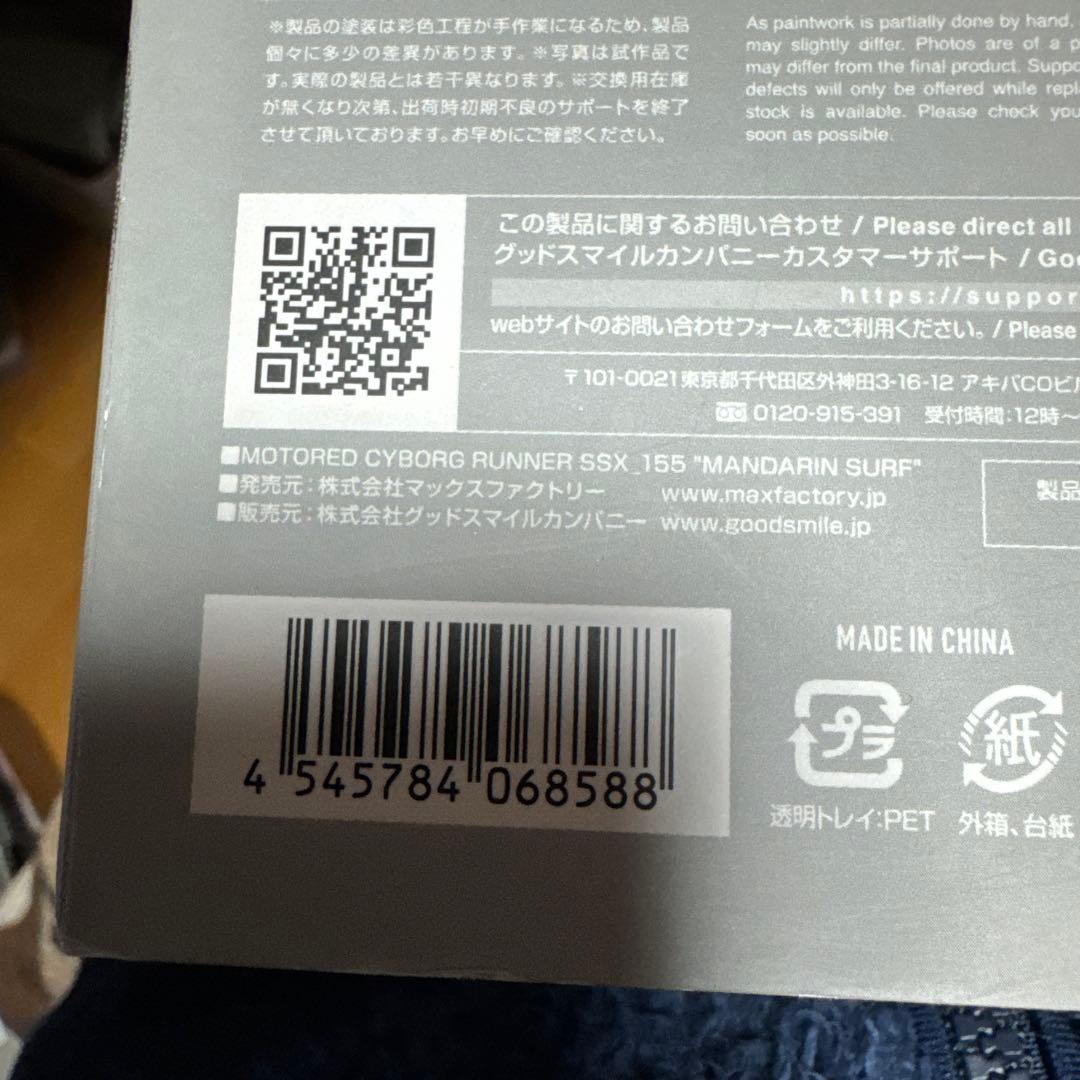 ※製品の塗装は彩色工程が手作業になるため、製品
個々に多少の差異があります。※写真は試作品で
す。実際の製品とは若干異なります。※交換用在庫
が無くなり次第、出荷時初期不良のサポートを終了
させて頂いております。お早めにご確認ください。
As paintwork is partially done by hand,
may slightly differ. Photos are of a
may differ from the final product.
defects will only be offered while
stock is available. Please check
soon as possible.
この製品に関するお問い合わせ / Please direct all
グッドスマイルカンパニーカスタマーサポート /
https://suppor
webサイトのお問い合わせフォームをご利用ください。/ Please
〒101-0021 東京都千代田区外神田3-16-12 アキバCOビル
0120-915-391 受付時間:12時〜
■MOTORED CYBORG RUNNER SSX_155 "MANDARIN SURF"
■発売元：株式会社マックスファクトリー www.maxfactory.jp
■販売元：株式会社グッドスマイルカンパニー www.goodsmile.jp
製品
4 545784 068588
MADE IN CHINA
プラ
紙
透明トレイ:PET
外箱、台紙